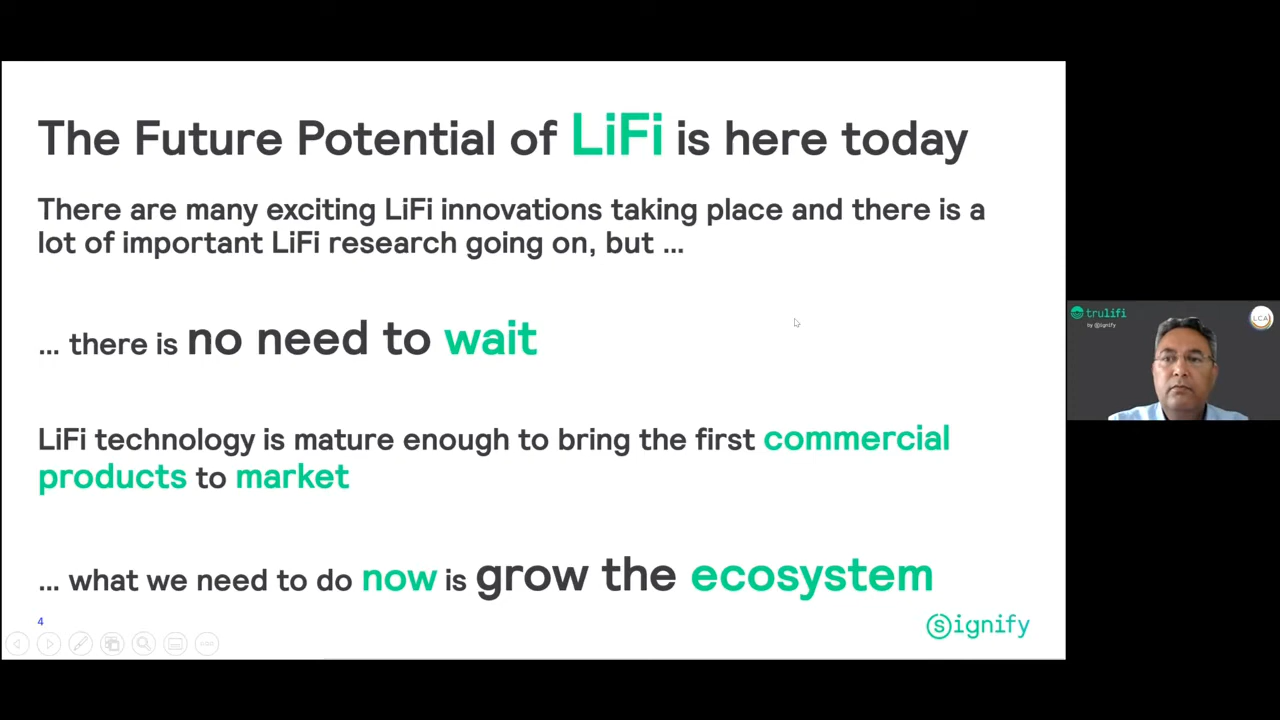 The Future Potential of LiFi is here today
There are many exciting LiFi innovations taking place and there is a
lot of important LiFi research going on, but ...
... there is no need to wait
LiFi technology is mature enough to bring the first commercial
products to market
... what we need to do now is grow the ecosystem
4
Signify
trulifi
by Signify
LCA